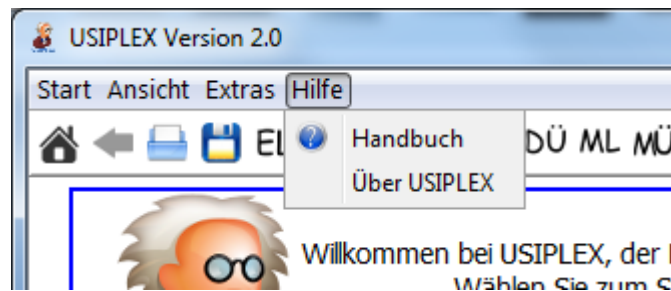 USIPLEX Version 2.0
Start Ansicht Extras Hilfe
DÜ ML MÜ
Handbuch
Über USIPLEX
Willkommen bei USIPLEX, der
Wählen Sie zum S